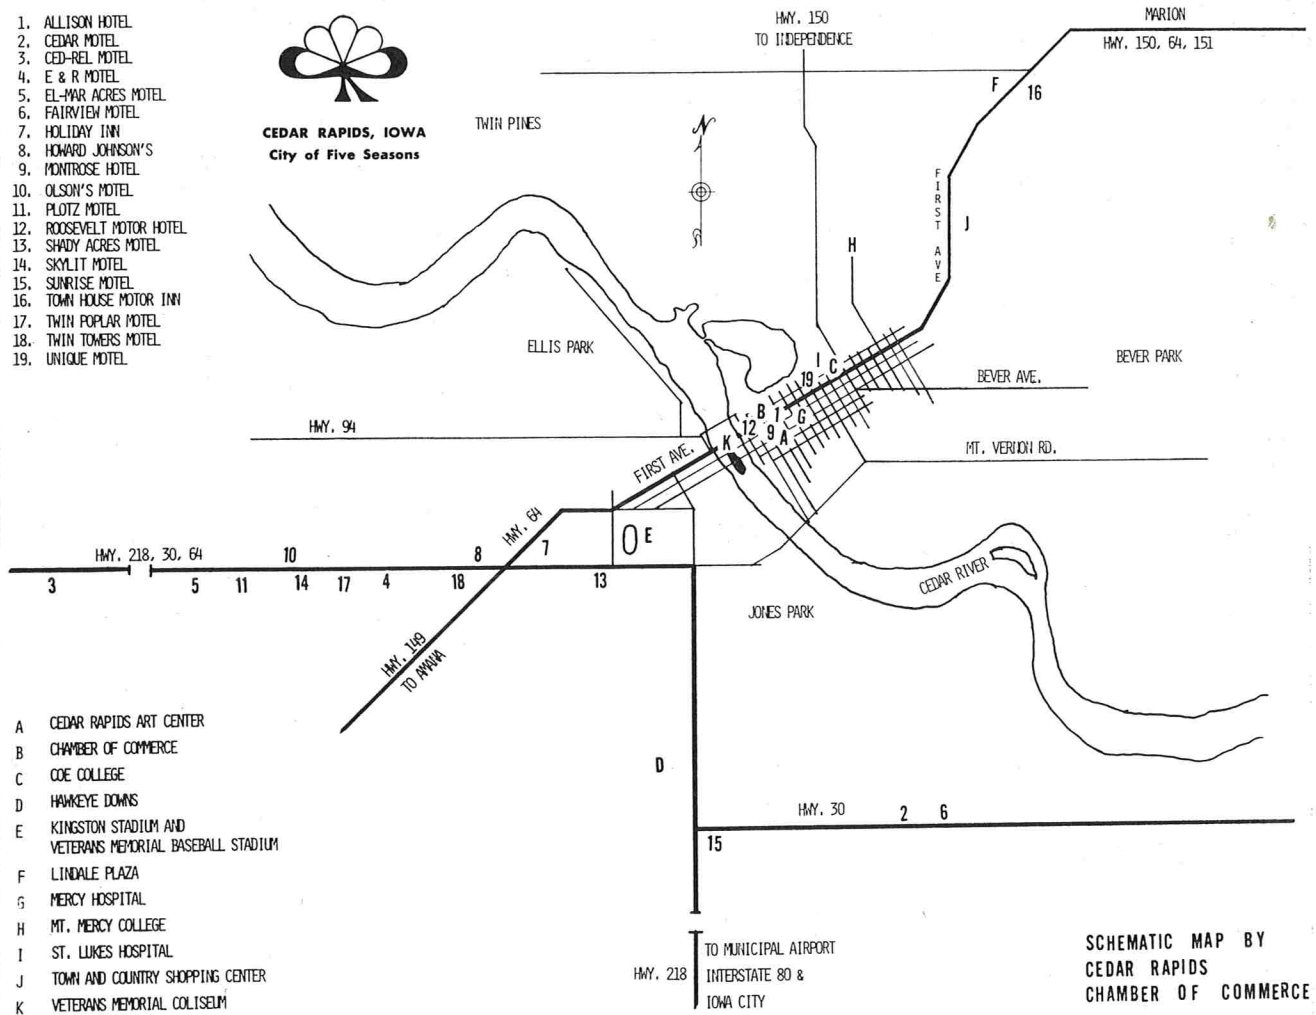 1. ALLISON HOTEL
2. CEDAR MOTEL
3. CED-REL MOTEL
4. E & R MOTEL
5. EL-MAR ACRES MOTEL
6. FAIRVIEW MOTEL
7. HOLIDAY INN
8. HOWARD JOHNSON'S
9. MONTROSE HOTEL
10. OLSON'S MOTEL
11. PLOTZ MOTEL
12. ROOSEVELT MOTOR HOTEL
13. SHADY ACRES MOTEL
14. SKYLIT MOTEL
15. SUNRISE MOTEL
16. TOWN HOUSE MOTOR INN
17. TWIN POPLAR MOTEL
18. TWIN TOWERS MOTEL
19. UNIQUE MOTEL
CEDAR RAPIDS, IOWA
City of Five Seasons
HWY. 150
TO INDEPENDENCE
MARION
HWY. 150, 64, 151
F
16
TWIN PINES
N
S
FIRST AVE
J
H
ELLIS PARK
BEVER PARK
I
C
19
BEVER AVE.
B
1
G
12
9
A
K
HWY. 94
FIRST AVE.
MT. VERNON RD.
HWY. 64
E
HWY. 218, 30, 64
10
8
7
3
5
11
14
17
4
18
13
CEDAR RIVER
JONES PARK
HWY. 149
TO AMANA
D
HWY. 30
2
6
15
A CEDAR RAPIDS ART CENTER
B CHAMBER OF COMMERCE
C COE COLLEGE
D HAWKEYE DOWNS
E KINGSTON STADIUM AND
VETERANS MEMORIAL BASEBALL STADIUM
F LINDALE PLAZA
G MERCY HOSPITAL
H MT. MERCY COLLEGE
I ST. LUKES HOSPITAL
J TOWN AND COUNTRY SHOPPING CENTER
K VETERANS MEMORIAL COLISEUM
HWY. 218
TO MUNICIPAL AIRPORT
INTERSTATE 80 &
IOWA CITY
SCHEMATIC MAP BY
CEDAR RAPIDS
CHAMBER OF COMMERCE